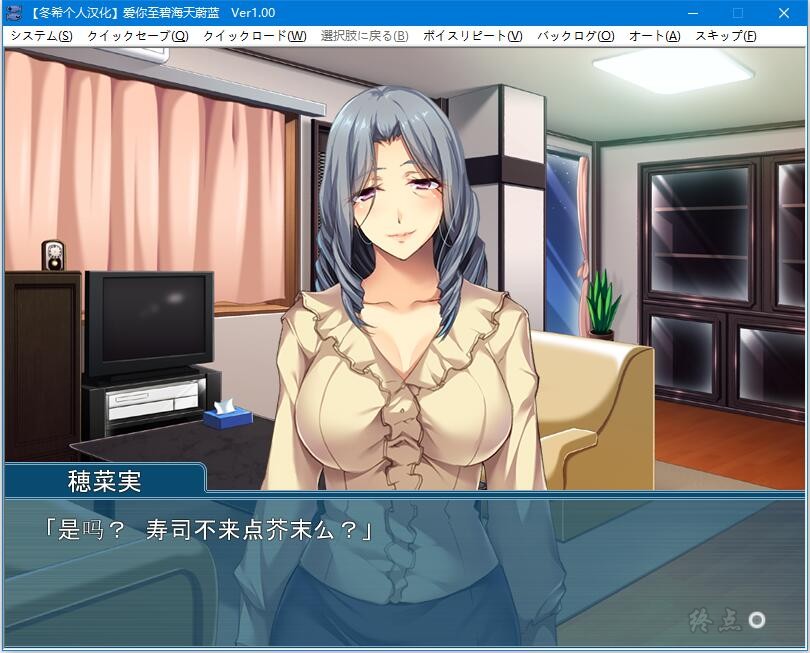 【冬希个人汉化】爱你至碧海天蔚蓝 Ver1.00
システム(S) クイックセーブ(Q) クイックロード(W) 選択肢に戻る(B) ボイスリピート(V) バックログ(O) オート(A) スキップ(F)
穂菜実
「是吗？ 寿司不来点芥末么？」
终点